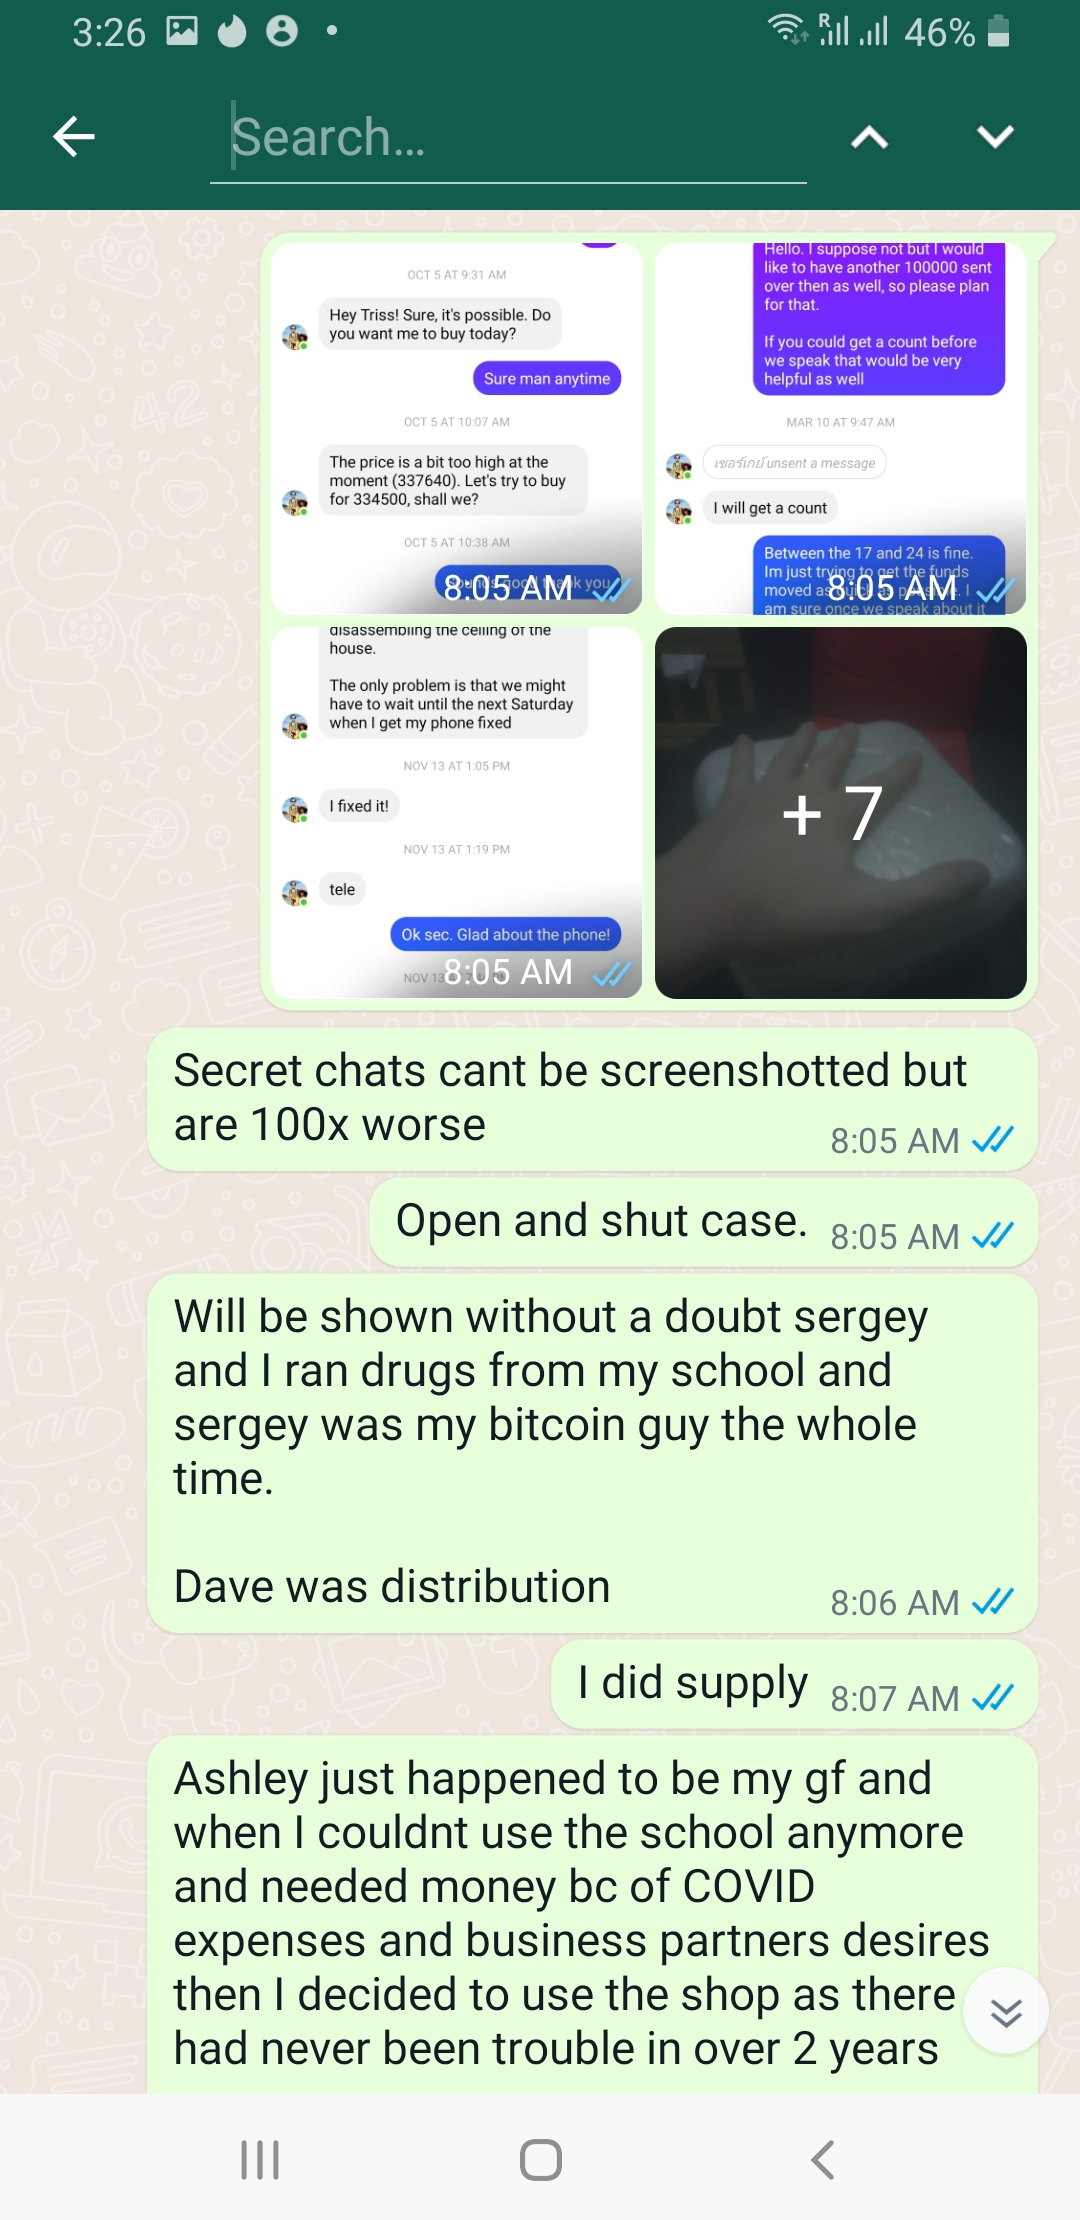 3:26
R
46%
Search...
OCT 5 AT 9:31 AM
Hey Triss! Sure, it's possible. Do
you want me to buy today?
Sure man anytime
OCT 5 AT 10:07 AM
The price is a bit too high at the
moment (337640). Let's try to buy
for 334500, shall we?
OCT 5 AT 10:38 AM
Sounds good thank you
8:05 AM
Hello. I suppose not but I would
like to have another 100000 sent
over then as well, so please plan
for that.
If you could get a count before
we speak that would be very
helpful as well
MAR 10 AT 9:47 AM
เซอร์เกย์ unsent a message
I will get a count
Between the 17 and 24 is fine.
Im just trying to get the funds
moved as quick as possible. I
am sure once we speak about it
8:05 AM
disassembling the ceiling of the
house.
The only problem is that we might
have to wait until the next Saturday
when I get my phone fixed
NOV 13 AT 1:05 PM
I fixed it!
NOV 13 AT 1:19 PM
tele
Ok sec. Glad about the phone!
NOV 13
8:05 AM
+ 7
Secret chats cant be screenshotted but
are 100x worse
8:05 AM
Open and shut case.
8:05 AM
Will be shown without a doubt sergey
and I ran drugs from my school and
sergey was my bitcoin guy the whole
time.
Dave was distribution
8:06 AM
I did supply
8:07 AM
Ashley just happened to be my gf and
when I couldnt use the school anymore
and needed money bc of COVID
expenses and business partners desires
then I decided to use the shop as there
had never been trouble in over 2 years